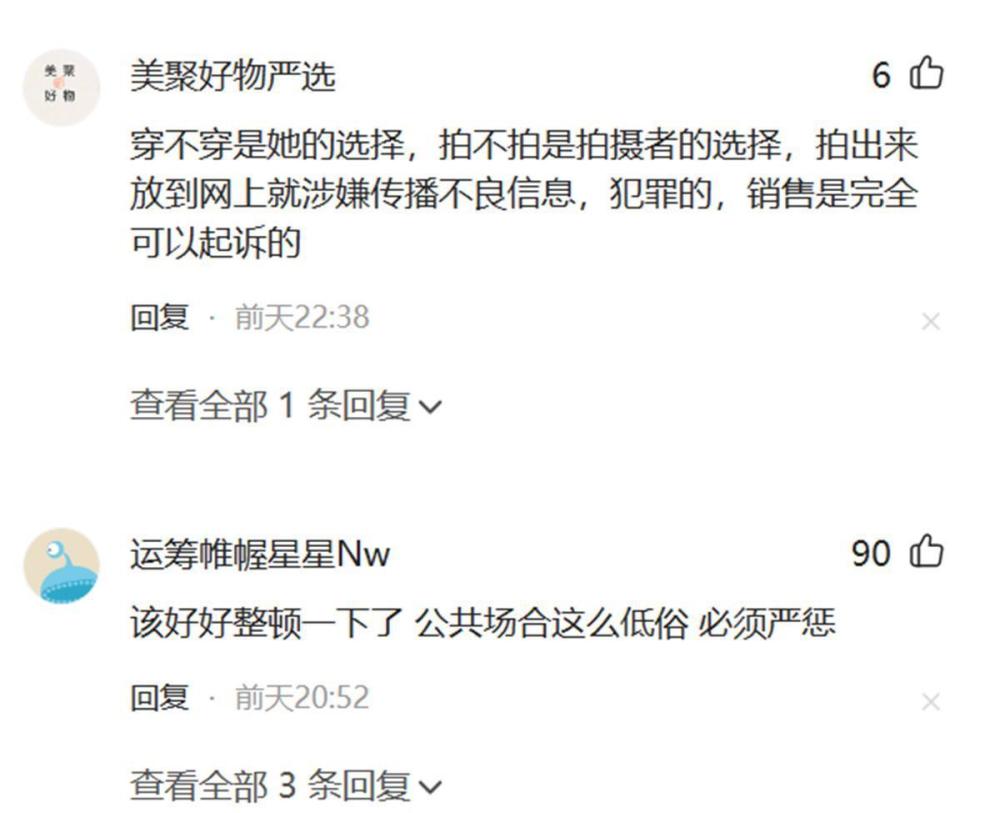 美聚
好物
美聚好物严选
6
穿不穿是她的选择，拍不拍是拍摄者的选择，拍出来
放到网上就涉嫌传播不良信息，犯罪的，销售是完全
可以起诉的
回复 · 前天22:38
查看全部 1 条回复
运筹帷幄星星Nw
90
该好好整顿一下了 公共场合这么低俗 必须严惩
回复 · 前天20:52
查看全部 3 条回复